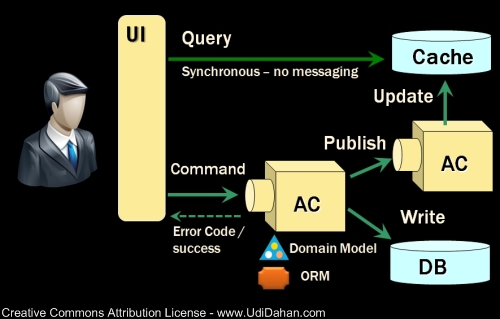 UI
Query
Synchronous – no messaging
Cache
Update
Publish
AC
Command
AC
Error Code /
success
Write
Domain Model
ORM
DB
Creative Commons Attribution License - www.UdiDahan.com